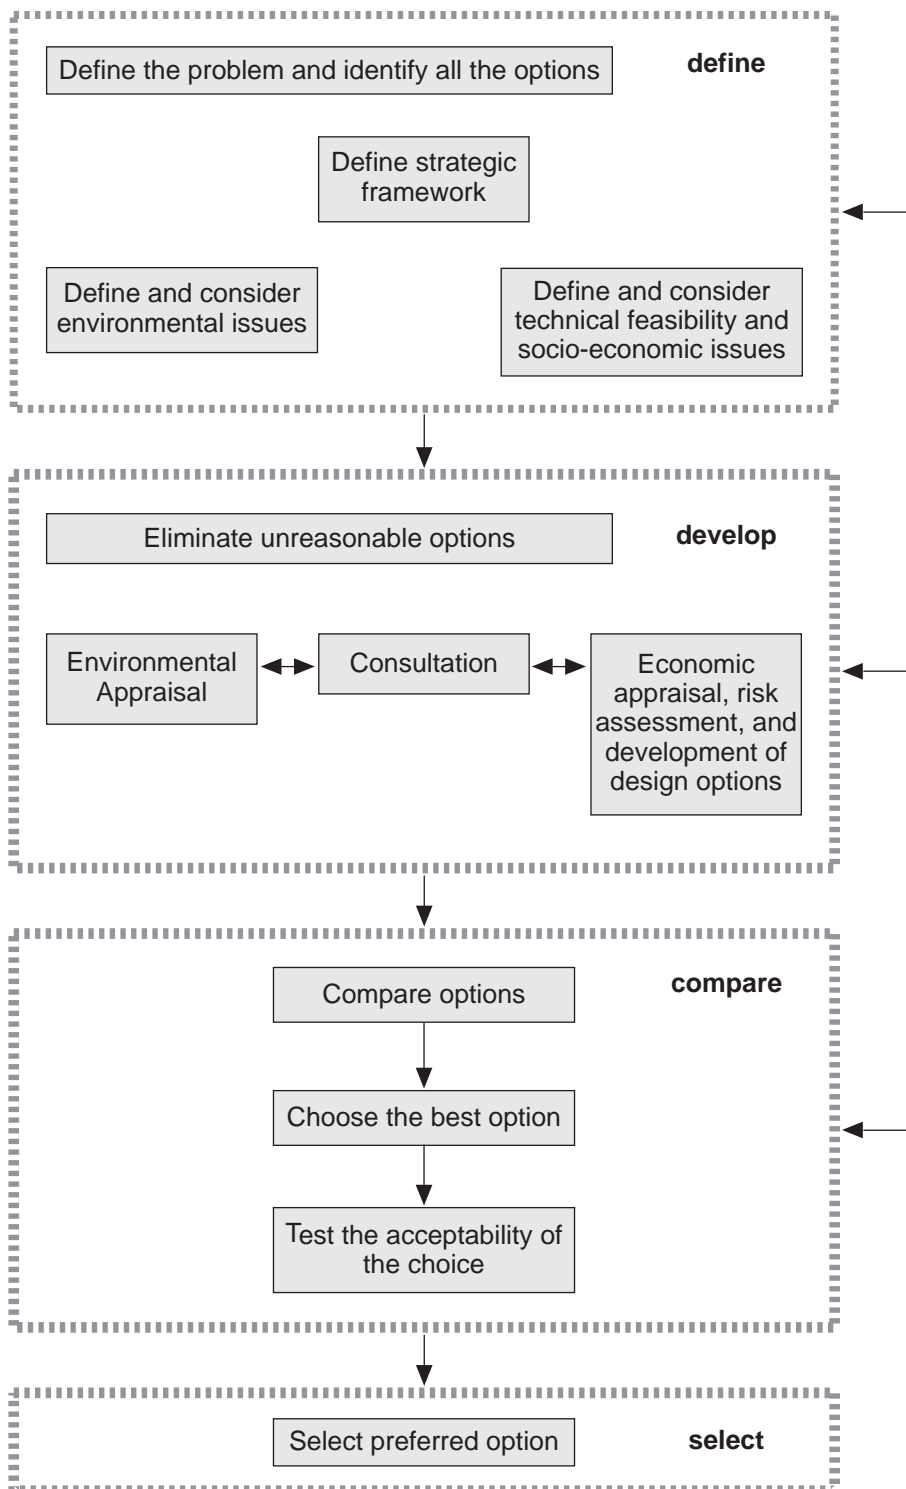 Define the problem and identify all the options
define
Define strategic
framework
Define and consider
environmental issues
Define and consider
technical feasibility and
socio-economic issues
Eliminate unreasonable options
develop
Environmental
Appraisal
Consultation
Economic
appraisal, risk
assessment, and
development of
design options
compare
Compare options
Choose the best option
Test the acceptability of
the choice
Select preferred option
select